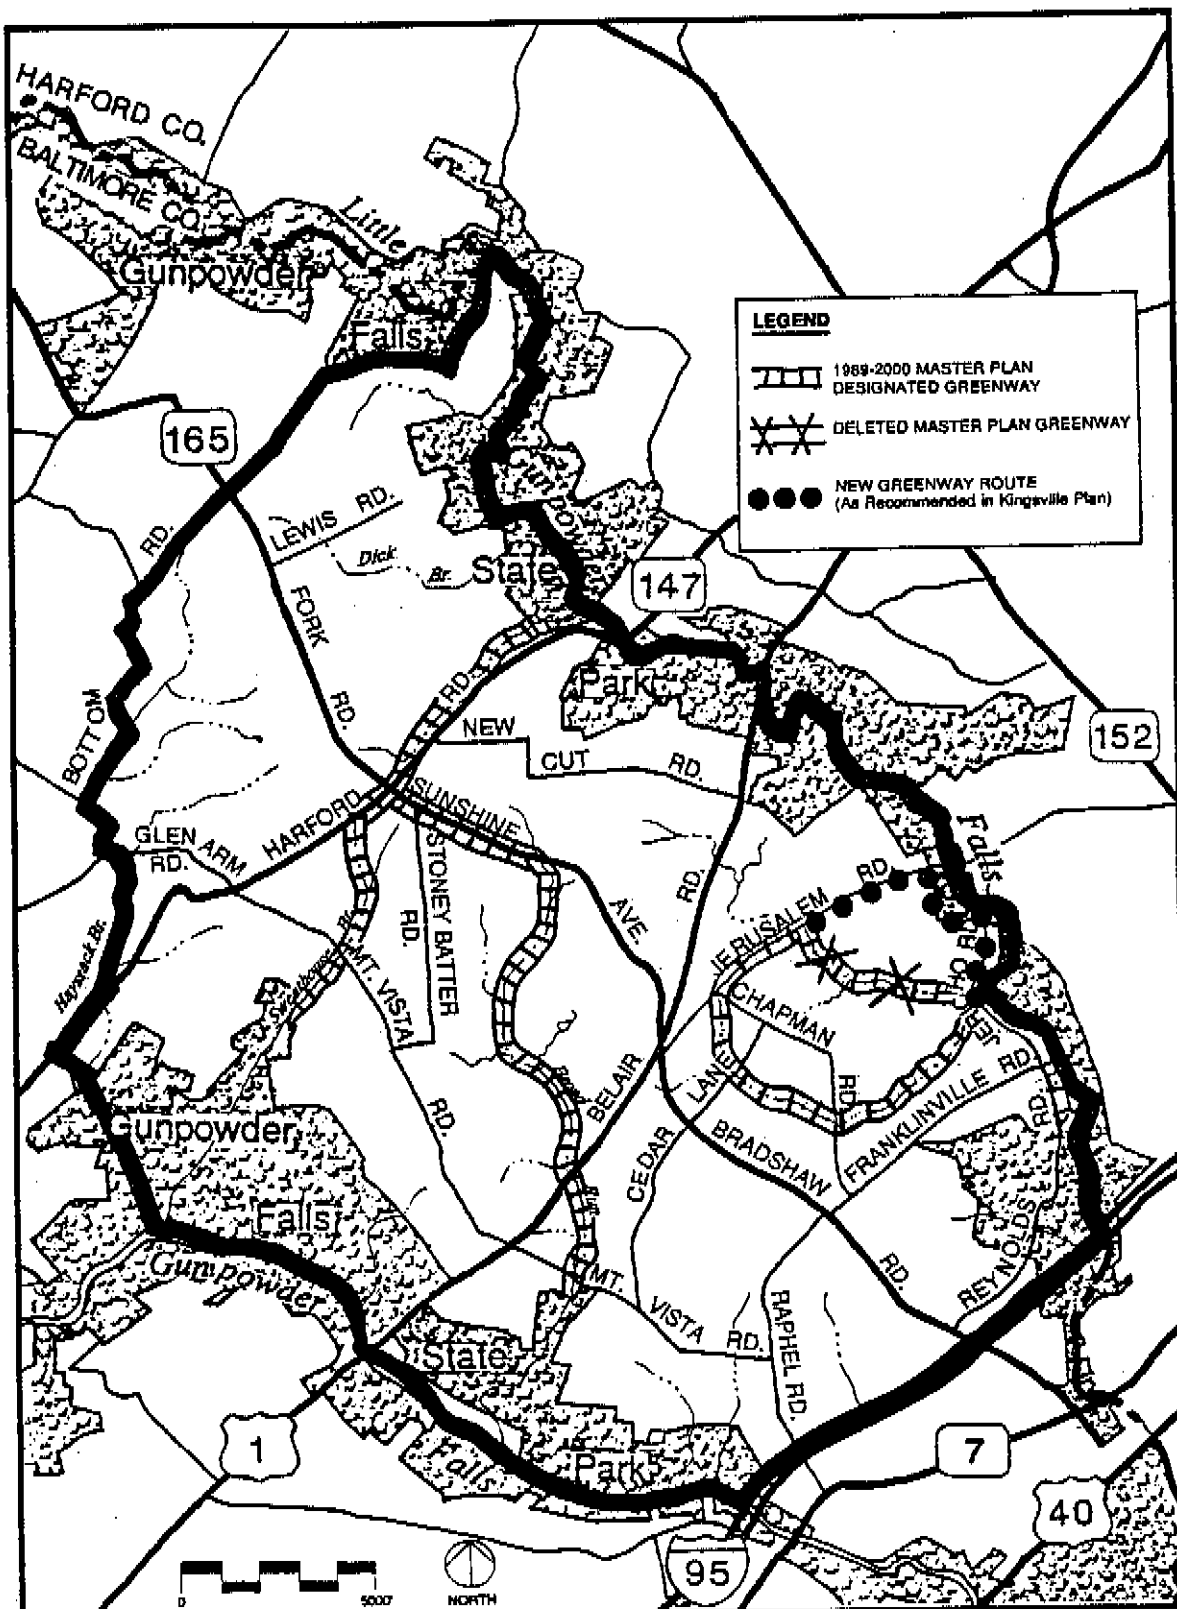 HARFORD CO.
BALTIMORE CO.
Little
Gunpowder
Falls
LEGEND
1989-2000 MASTER PLAN
DESIGNATED GREENWAY
DELETED MASTER PLAN GREENWAY
NEW GREENWAY ROUTE
(As Recommended in Kingsville Plan)
165
RD.
LEWIS RD.
Dick
Br.
State
147
FORK
RD.
RD.
Park
BOTTOM
NEW
CUT
RD.
152
SUNSHINE
AVE.
GLEN ARM
RD.
HARFORD
STONEY BATTER
RD.
BELAIR
RD.
Falls
JERUSALEM
RD.
Haystack Br.
MT. VISTA
RD.
CHAPMAN
RD.
LANE
CEDAR
BRADSHAW
RD.
FRANKLINVILLE RD.
Gunpowder
Falls
Gunpowder
Run
REYNOLDS
RD.
MT.
VISTA
RD.
RAPHEL RD.
State
1
Falls
Park
7
40
95
0
5000'
NORTH